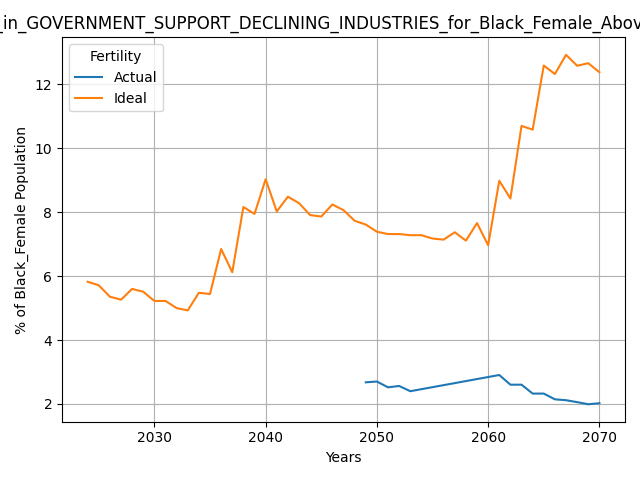 _in_GOVERNMENT_SUPPORT_DECLINING_INDUSTRIES_for_Black_Female_Abov
Fertility
Actual
Ideal
% of Black_Female Population
12
10
8
6
4
2
2030 2040 2050 2060 2070
Years